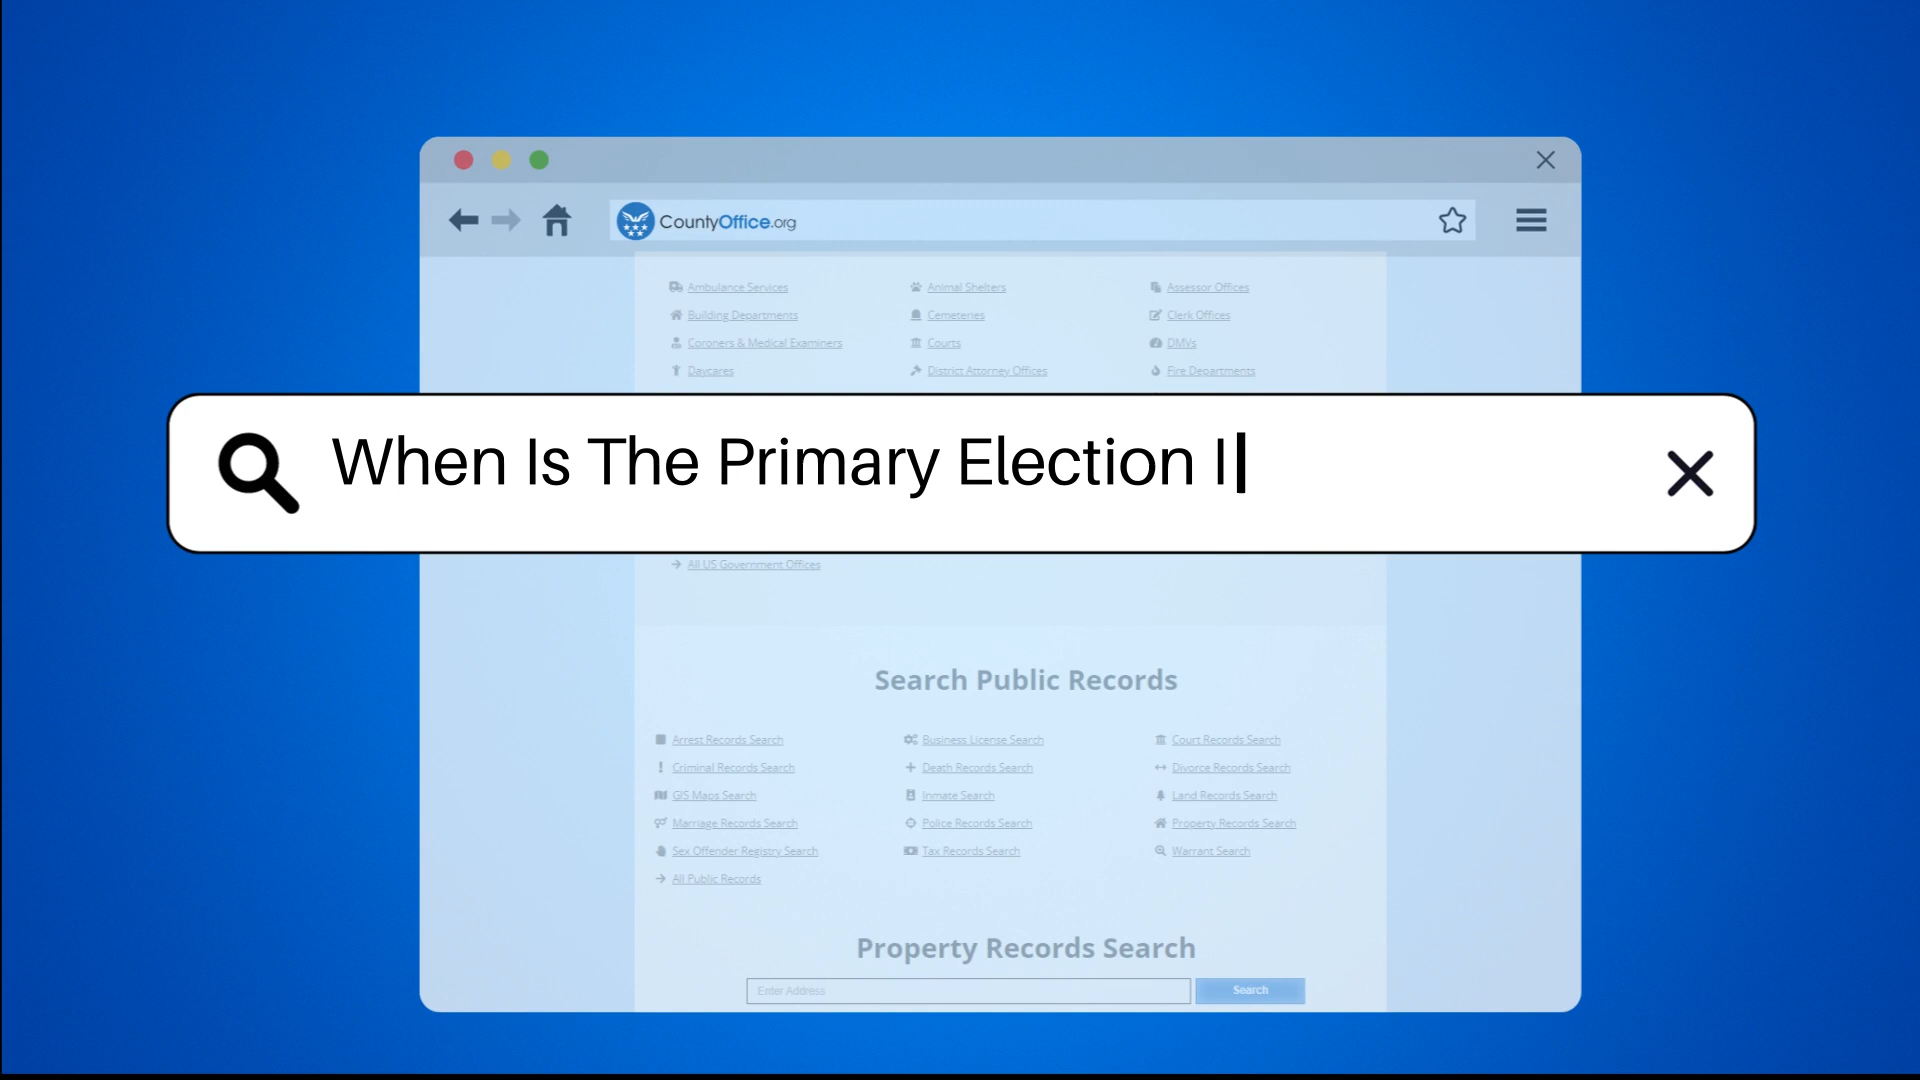 CountyOffice.org
Ambulance Services Animal Shelters Assessor Offices
Building Departments Cemeteries Clerk Offices
Coroners & Medical Examiners Courts DMVs
Daycares District Attorney Offices Fire Departments
When Is The Primary Election I
All US Government Offices
Search Public Records
Arrest Records Search Business License Search Court Records Search
Criminal Records Search Death Records Search Divorce Records Search
GIS Maps Search Inmate Search Land Records Search
Marriage Records Search Police Records Search Property Records Search
Sex Offender Registry Search Tax Records Search Warrant Search
All Public Records
Property Records Search
Enter Address Search